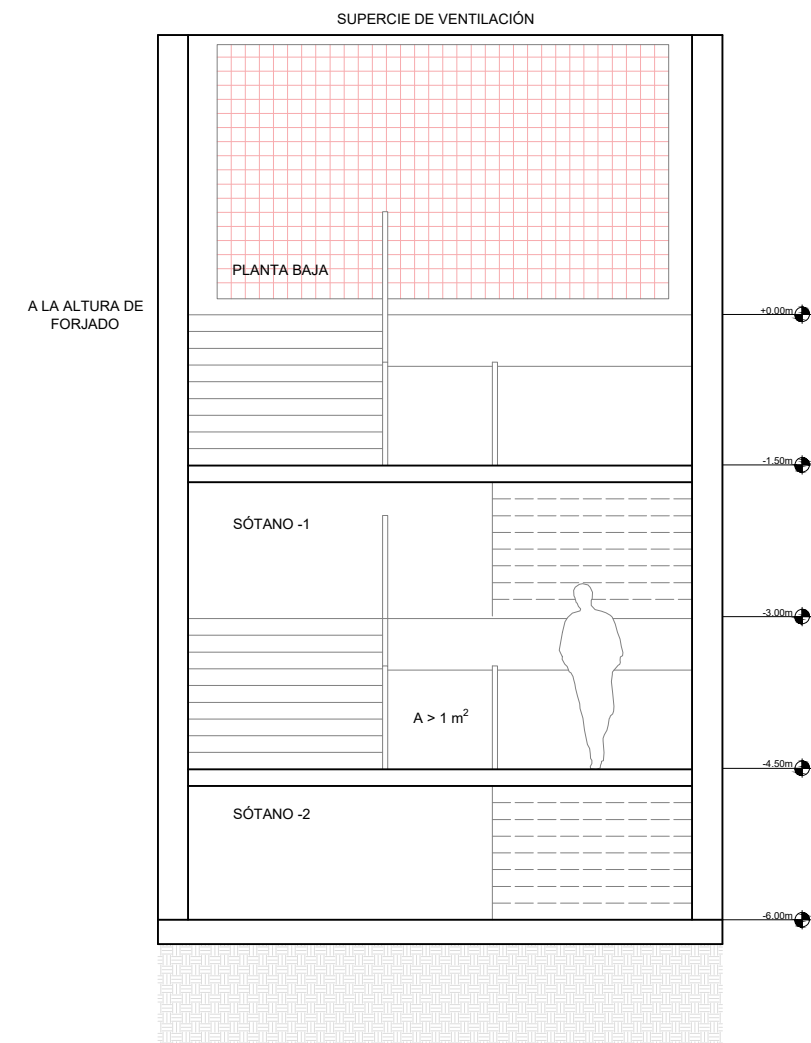 SUPERCIE DE VENTILACIÓN
PLANTA BAJA
A LA ALTURA DE
FORJADO
+0.00m
-1.50m
SÓTANO -1
-3.00m
A > 1 m²
-4.50m
SÓTANO -2
-6.00m